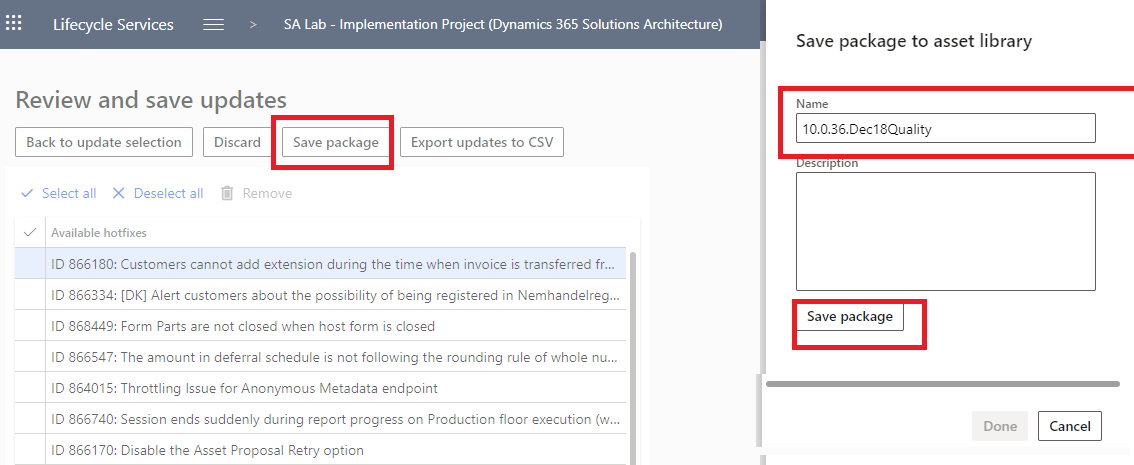 Lifecycle Services > SA Lab - Implementation Project (Dynamics 365 Solutions Architecture)
Review and save updates
Back to update selection Discard Save package Export updates to CSV
Select all Deselect all Remove
Available hotfixes
ID 866180: Customers cannot add extension during the time when invoice is transferred fr...
ID 866334: [DK] Alert customers about the possibility of being registered in Nemhandelreg...
ID 868449: Form Parts are not closed when host form is closed
ID 866547: The amount in deferral schedule is not following the rounding rule of whole nu...
ID 864015: Throttling Issue for Anonymous Metadata endpoint
ID 866740: Session ends suddenly during report progress on Production floor execution (w...
ID 866170: Disable the Asset Proposal Retry option
Save package to asset library
Name
10.0.36.Dec18Quality
Description
Save package
Done Cancel